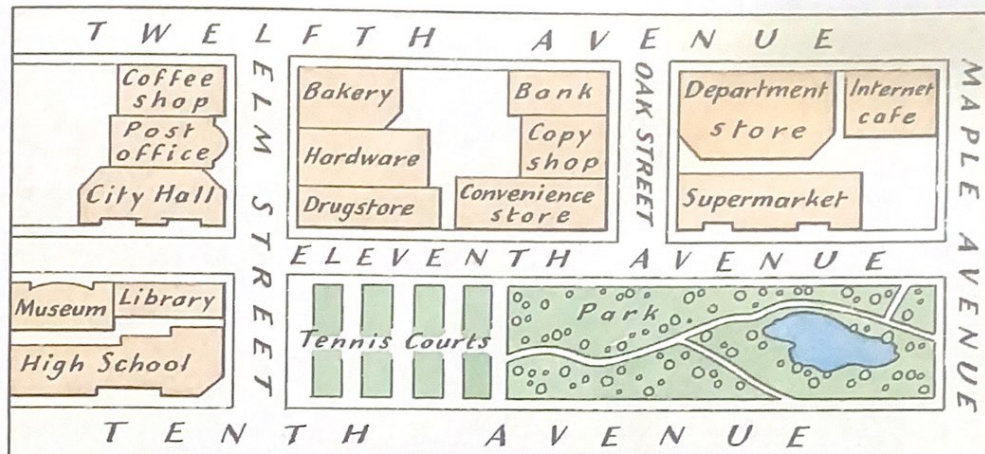 TWELFTH AVENUE
Coffee
shop
Post
office
City Hall
ELM STREET
Bakery
Hardware
Drugstore
Bank
Copy
shop
Convenience
store
OAK STREET
Department
store
Internet
cafe
Supermarket
MAPLE AVENUE
ELEVENTH AVENUE
Museum
Library
High School
Tennis Courts
Park
TENTH AVENUE